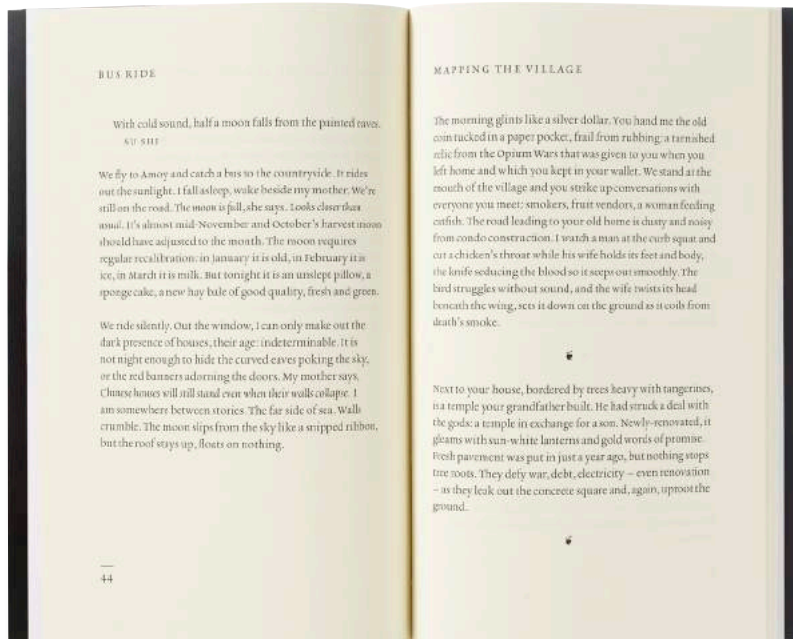 BUS RIDE
With cold sound, half a moon falls from the painted eaves.
SU SHI
We fly to Amoy and catch a bus to the countryside. It rides
out the sunlight. I fall asleep, wake beside my mother. We're
still on the road. The moon is full, she says. Looks closer than
usual. It's almost mid-November and October's harvest moon
should have adjusted to the month. The moon requires
regular recalibration: in January it is old, in February it is
ice, in March it is milk. But tonight it is an unslept pillow, a
sponge cake, a new hay bale of good quality, fresh and green.
We ride silently. Out the window, I can only make out the
dark presence of houses, their age: indeterminable. It is
not night enough to hide the curved eaves poking the sky,
or the red banners adorning the doors. My mother says,
Chinese houses will still stand even when their walls collapse. I
am somewhere between stories. The far side of sea. Walls
crumble. The moon slips from the sky like a snipped ribbon,
but the roof stays up, floats on nothing.
44
MAPPING THE VILLAGE
The morning glints like a silver dollar. You hand me the old
coin tucked in a paper pocket, frail from rubbing: a tarnished
relic from the Opium Wars that was given to you when you
left home and which you kept in your wallet. We stand at the
mouth of the village and you strike up conversations with
everyone you meet: smokers, fruit vendors, a woman feeding
catfish. The road leading to your old home is dusty and noisy
from condo construction. I watch a man at the curb squat and
cut a chicken's throat while his wife holds its feet and body,
the knife seducing the blood so it seeps out smoothly. The
bird struggles without sound, and the wife twists its head
beneath the wing, sets it down on the ground as it coils from
death's smoke.
Next to your house, bordered by trees heavy with tangerines,
is a temple your grandfather built. He had struck a deal with
the gods: a temple in exchange for a son. Newly-renovated, it
gleams with sun-white lanterns and gold words of promise.
Fresh pavement was put in just a year ago, but nothing stops
tree roots. They defy war, debt, electricity – even renovation
– as they leak out the concrete square and, again, uproot the
ground.